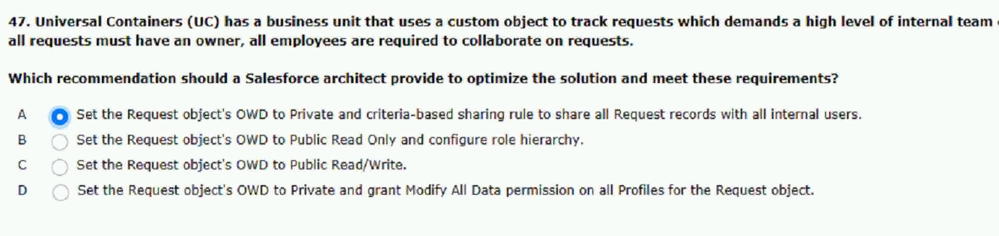 47. Universal Containers (UC) has a business unit that uses a custom object to track requests which demands a high level of internal team
all requests must have an owner, all employees are required to collaborate on requests.
Which recommendation should a Salesforce architect provide to optimize the solution and meet these requirements?
A Set the Request object's OWD to Private and criteria-based sharing rule to share all Request records with all internal users.
B Set the Request object's OWD to Public Read Only and configure role hierarchy.
C Set the Request object's OWD to Public Read/Write.
D Set the Request object's OWD to Private and grant Modify All Data permission on all Profiles for the Request object.